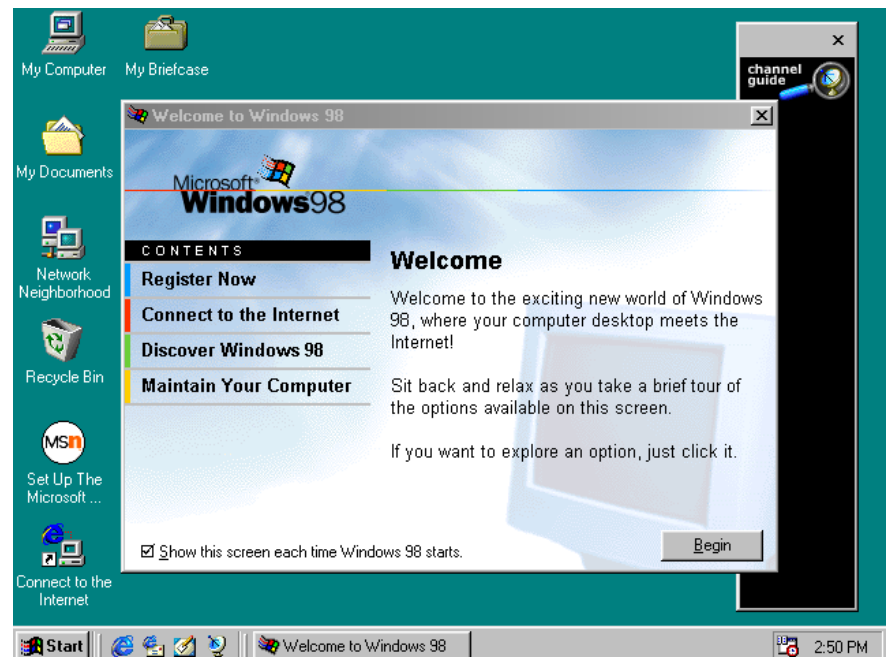 My Computer
My Briefcase
channel
guide
Welcome to Windows 98
My Documents
Microsoft®
Windows98
Network
Neighborhood
CONTENTS
Register Now
Connect to the Internet
Discover Windows 98
Maintain Your Computer
Welcome
Welcome to the exciting new world of Windows
98, where your computer desktop meets the
Internet!
Sit back and relax as you take a brief tour of
the options available on this screen.
If you want to explore an option, just click it.
Recycle Bin
msn
Set Up The
Microsoft ...
Show this screen each time Windows 98 starts.
Begin
Connect to the
Internet
Start
Welcome to Windows 98
2:50 PM